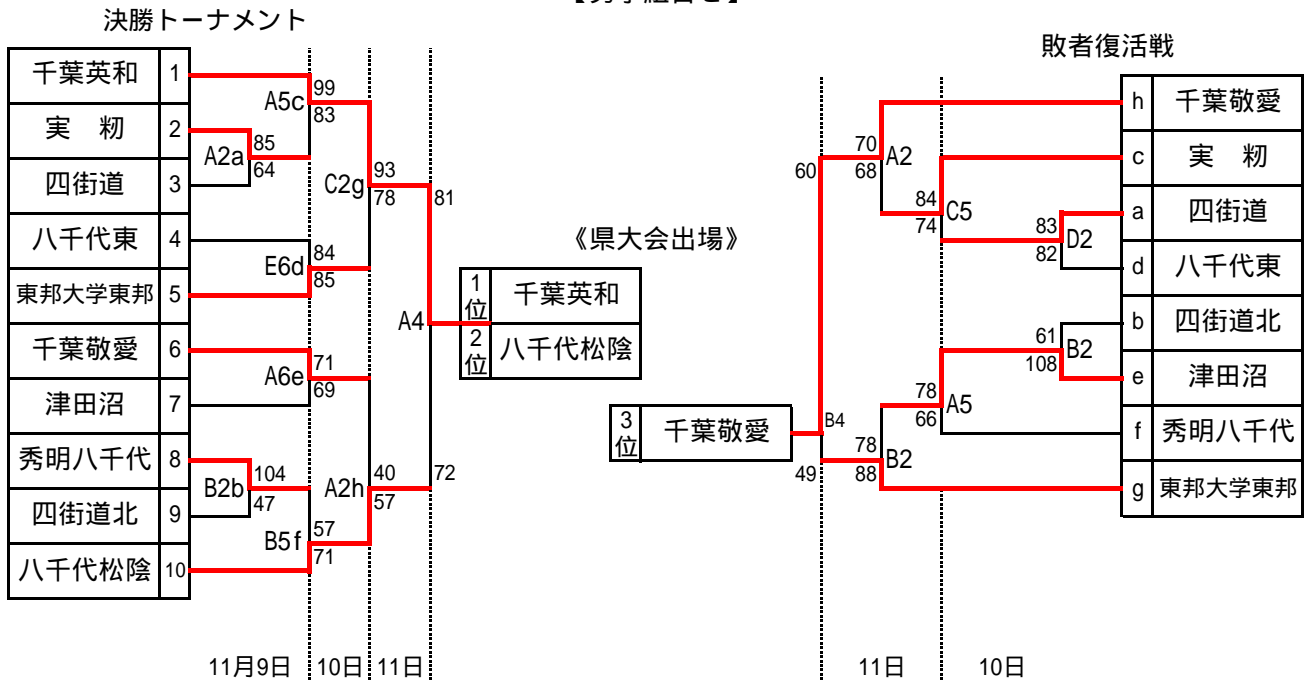 決勝トーナメント
千葉英和 1
実 籾 2
四街道 3
八千代東 4
東邦大学東邦 5
千葉敬愛 6
津田沼 7
秀明八千代 8
四街道北 9
八千代松陰 10
A2a
85
64
B2b
104
47
A5c
99
83
E6d
84
85
A6e
71
69
B5f
57
71
C2g
93
78
A2h
40
57
A4
81
72
11月9日 10日 11日
《県大会出場》
1位 千葉英和
2位 八千代松陰
3位 千葉敬愛
敗者復活戦
h 千葉敬愛
c 実 籾
a 四街道
d 八千代東
b 四街道北
e 津田沼
f 秀明八千代
g 東邦大学東邦
60
B4
49
70
A2
68
84
C5
74
83
D2
82
61
B2
108
78
A5
66
78
B2
88
11日 10日